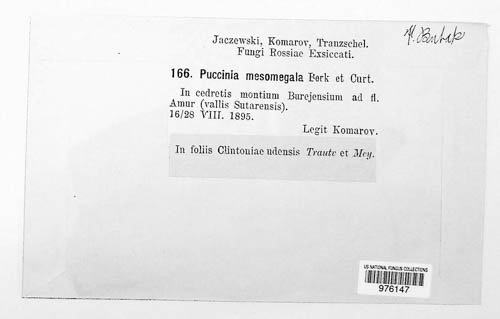 Jaczewski, Komarov, Tranzschel.
Fungi Rossiae Exsiccati.
166. Puccinia mesomegala Berk et Curt.
In cedretis montium Burejensium ad fl.
Amur (vallis Sutarensis).
16/28 VIII. 1895.
Legit Komarov.
In foliis Clintoniae udensis Trautv et Mey.
US NATIONAL FUNGUS COLLECTIONS
976147